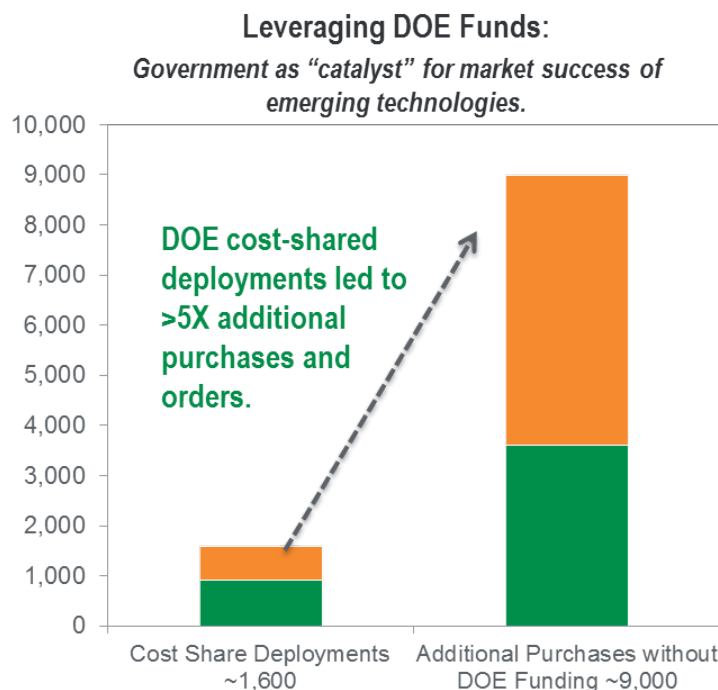 Leveraging DOE Funds:
Government as “catalyst” for market success of
emerging technologies.
10,000
9,000
8,000
7,000
6,000
5,000
4,000
3,000
2,000
1,000
0
DOE cost-shared
deployments led to
>5X additional
purchases and
orders.
Cost Share Deployments
~1,600
Additional Purchases without
DOE Funding ~9,000